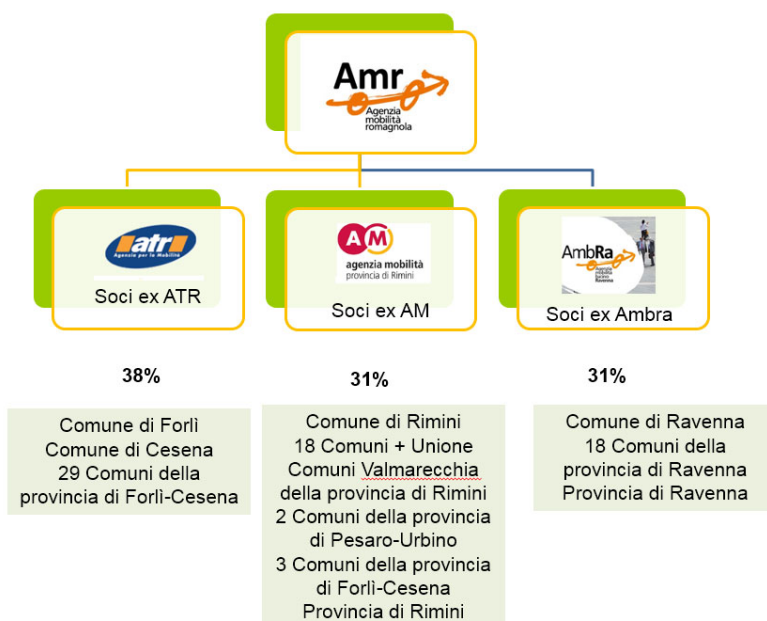 Amr
Agenzia
mobilità
romagnola
atr
Agenzia per la Mobilità
Soci ex ATR
AM
agenzia mobilità
provincia di Rimini
Soci ex AM
AmbRa
Agenzia
mobilità
bacino
Ravenna
Soci ex Ambra
38%
31%
31%
Comune di Forlì
Comune di Cesena
29 Comuni della
provincia di Forlì-Cesena
Comune di Rimini
18 Comuni + Unione
Comuni Valmarecchia
della provincia di Rimini
2 Comuni della provincia
di Pesaro-Urbino
3 Comuni della provincia
di Forlì-Cesena
Provincia di Rimini
Comune di Ravenna
18 Comuni della
provincia di Ravenna
Provincia di Ravenna